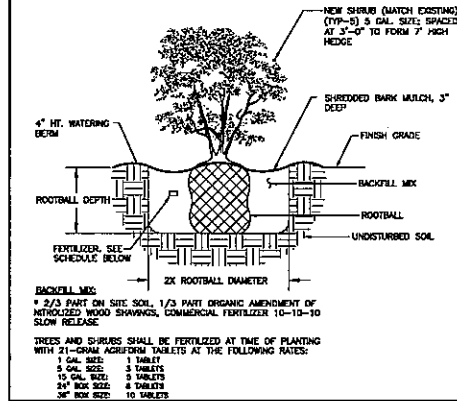 NEW SHRUB (MATCH EXISTING)
(TYP-5) 5 GAL. SIZE; SPACED
AT 3'-0" TO FORM 7' HIGH
HEDGE
SHREDDED BARK MULCH, 3"
DEEP
4" HT. WATERING
BERM
FINISH GRADE
ROOTBALL DEPTH
BACKFILL MIX
ROOTBALL
FERTILIZER, SEE
SCHEDULE BELOW
UNDISTURBED SOIL
2X ROOTBALL DIAMETER
BACKFILL MIX:
* 2/3 PART ON SITE SOIL, 1/3 PART ORGANIC AMENDMENT OF
NITROLIZED WOOD SHAVINGS, COMMERCIAL FERTILIZER 10-10-10
SLOW RELEASE
TREES AND SHRUBS SHALL BE FERTILIZED AT TIME OF PLANTING
WITH 21-GRAM AGRIFORM TABLETS AT THE FOLLOWING RATES:
1 GAL. SIZE: 1 TABLET
5 GAL. SIZE: 3 TABLETS
15 GAL. SIZE: 5 TABLETS
24" BOX SIZE: 8 TABLETS
36" BOX SIZE: 10 TABLETS